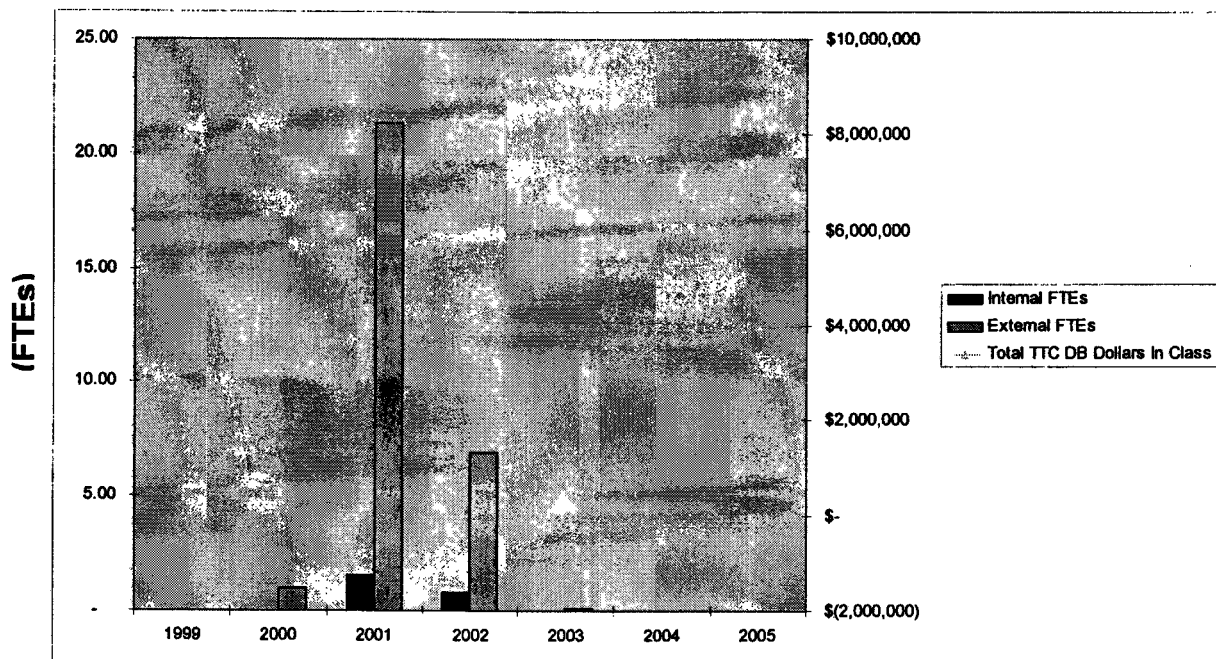 25.00
20.00
15.00
10.00
5.00
-
(FTEs)
$10,000,000
$8,000,000
$6,000,000
$4,000,000
$2,000,000
$-
$(2,000,000)
1999 2000 2001 2002 2003 2004 2005
Internal FTEs
External FTEs
Total TTC DB Dollars In Class